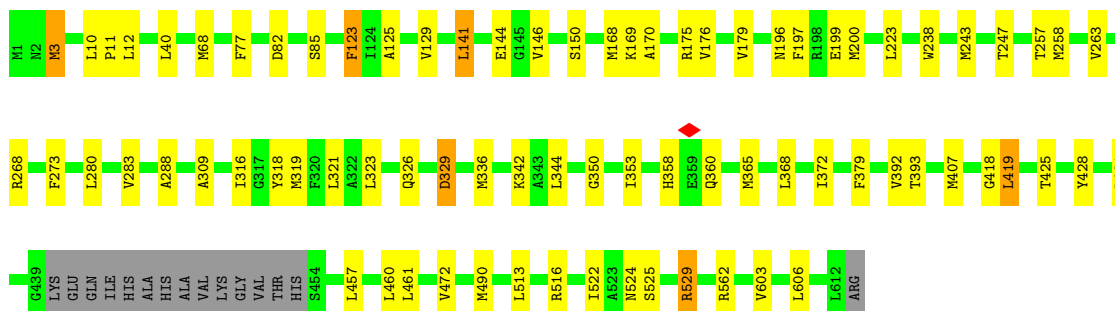 M1 N2 M3 L10 P11 L12 L40 M68 F77 D82 S85 F123 I124 A125 V129 L141 E144 G145 V146 S150 M168 K169 A170 R175 V176 V179 N196 F197 R198 E199 M200 L223 W238 M243 T247 T257 M258 V263
R268 F273 L280 V283 A288 A309 I316 G317 Y318 M319 F320 L321 A322 L323 Q326 D329 M336 K342 A343 L344 G350 I353 H358 E359 Q360 M365 L368 I372 F379 V392 T393 M407 G418 L419 T425 Y428
G439 LYS GLU GLN ILE HIS ALA HIS ALA VAL LYS GLY VAL THR HIS S454 L457 L460 L461 V472 M490 L513 R516 I522 A523 N524 S525 R529 R562 V603 L606 L612 ARG